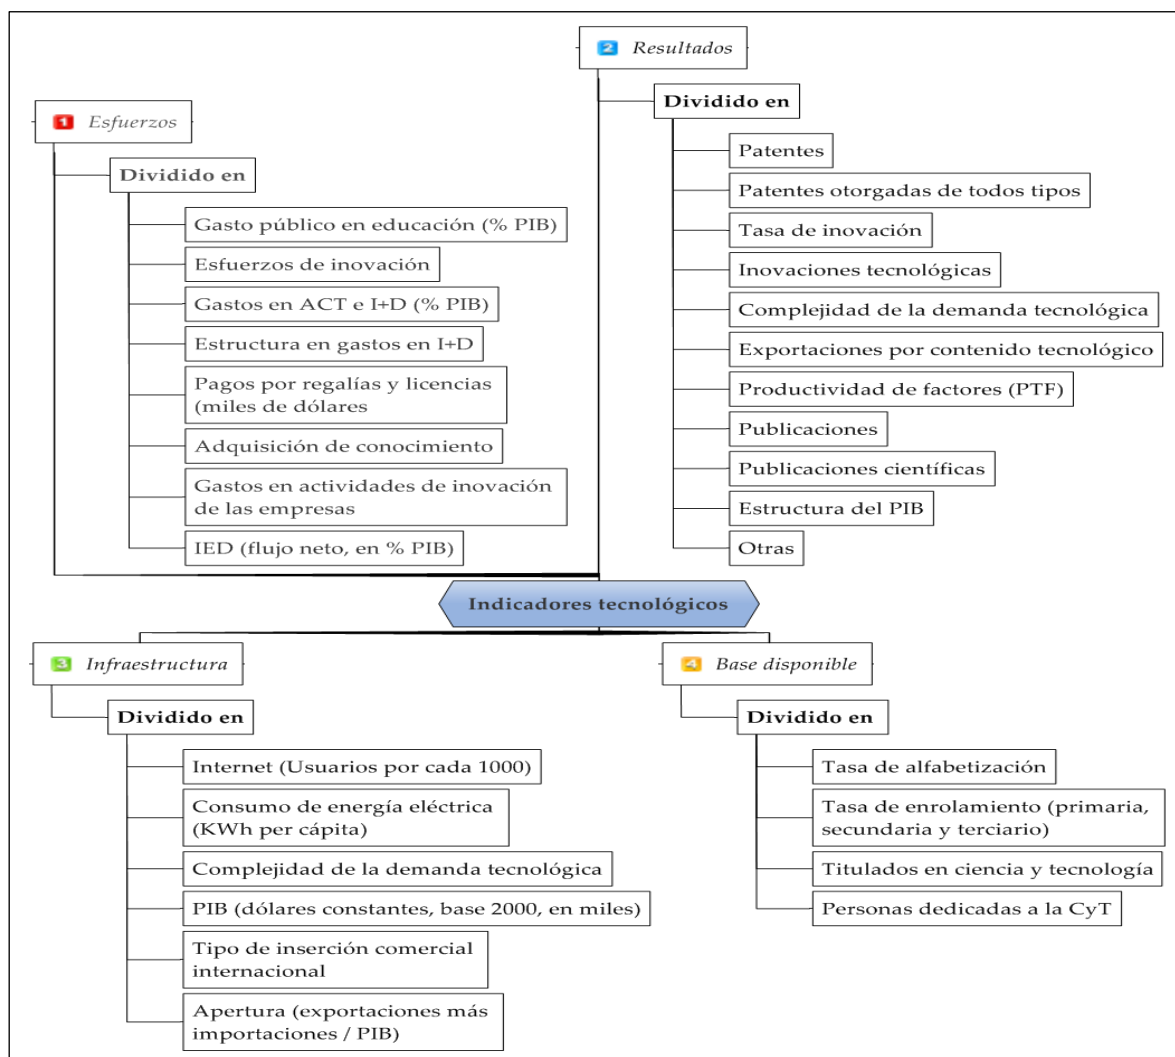 1 Esfuerzos
Dividido en
Gasto público en educación (% PIB)
Esfuerzos de inovación
Gastos en ACT e I+D (% PIB)
Estructura en gastos en I+D
Pagos por regalías y licencias
(miles de dólares
Adquisición de conocimiento
Gastos en actividades de inovación
de las empresas
IED (flujo neto, en % PIB)
2 Resultados
Dividido en
Patentes
Patentes otorgadas de todos tipos
Tasa de inovación
Inovaciones tecnológicas
Complejidad de la demanda tecnológica
Exportaciones por contenido tecnológico
Productividad de factores (PTF)
Publicaciones
Publicaciones científicas
Estructura del PIB
Otras
Indicadores tecnológicos
3 Infraestructura
Dividido en
Internet (Usuarios por cada 1000)
Consumo de energía eléctrica
(KWh per cápita)
Complejidad de la demanda tecnológica
PIB (dólares constantes, base 2000, en miles)
Tipo de inserción comercial
internacional
Apertura (exportaciones más
importaciones / PIB)
4 Base disponible
Dividido en
Tasa de alfabetización
Tasa de enrolamiento (primaria,
secundaria y terciario)
Titulados en ciencia y tecnología
Personas dedicadas a la CyT